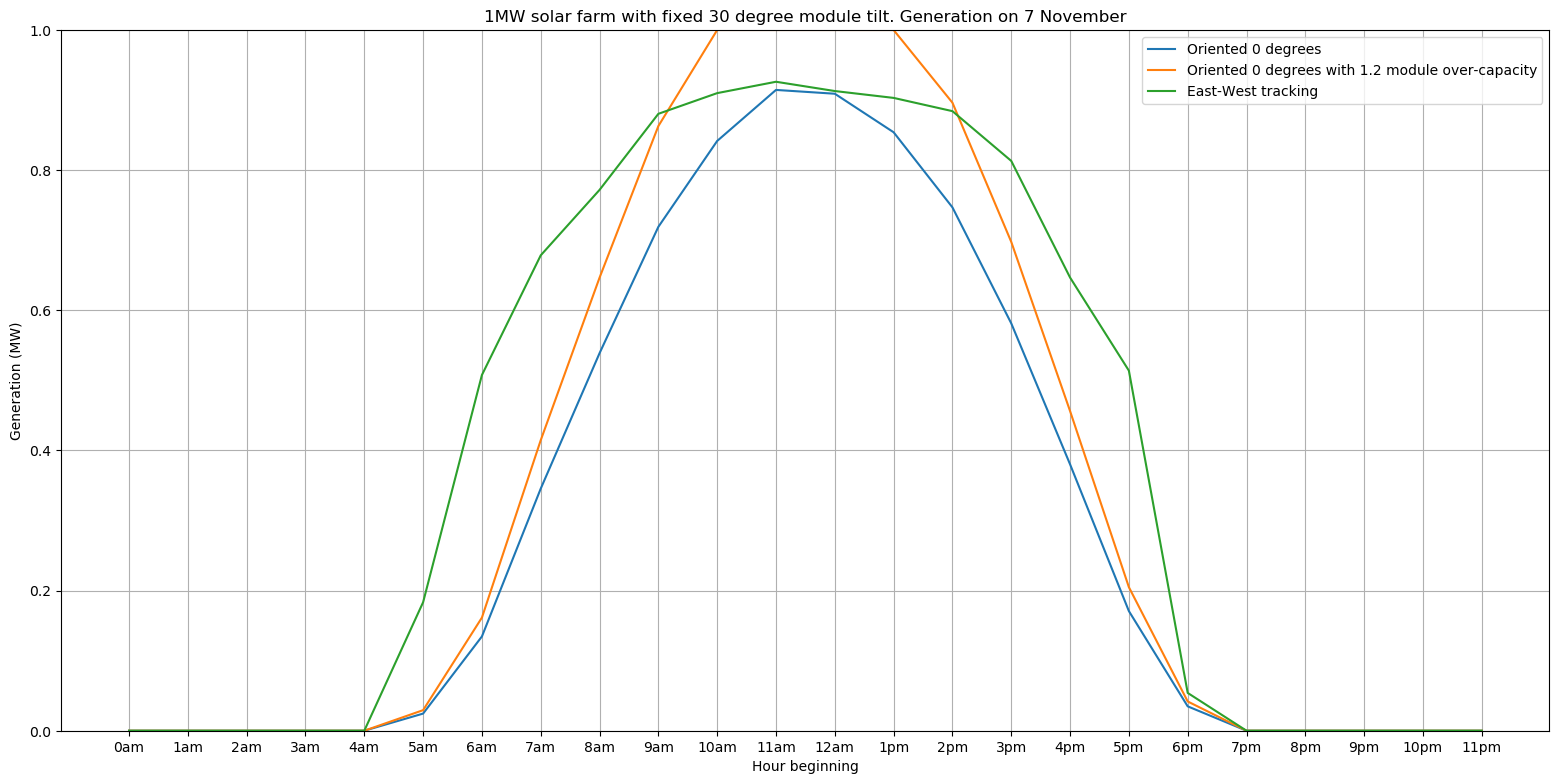 1MW solar farm with fixed 30 degree module tilt. Generation on 7 November
Oriented 0 degrees
Oriented 0 degrees with 1.2 module over-capacity
East-West tracking
Generation (MW)
1.0
0.8
0.6
0.4
0.2
0.0
0am 1am 2am 3am 4am 5am 6am 7am 8am 9am 10am 11am 12am 1pm 2pm 3pm 4pm 5pm 6pm 7pm 8pm 9pm 10pm 11pm
Hour beginning